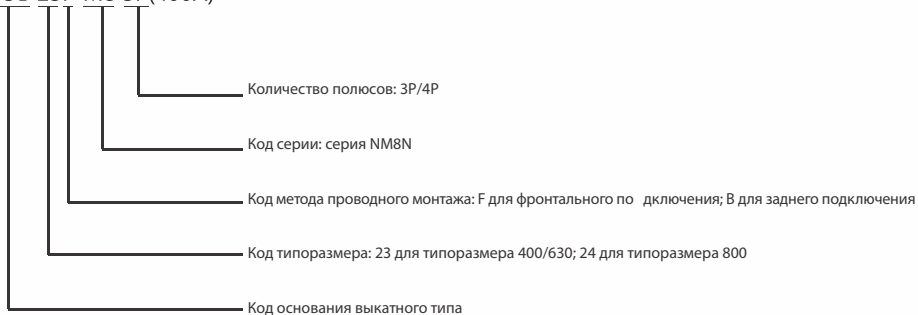 Количество полюсов: 3P/4P
Код серии: серия NM8N
Код метода проводного монтажа: F для фронтального по дключения; B для заднего подключения
Код типоразмера: 23 для типоразмера 400/630; 24 для типоразмера 800
Код основания выкатного типа